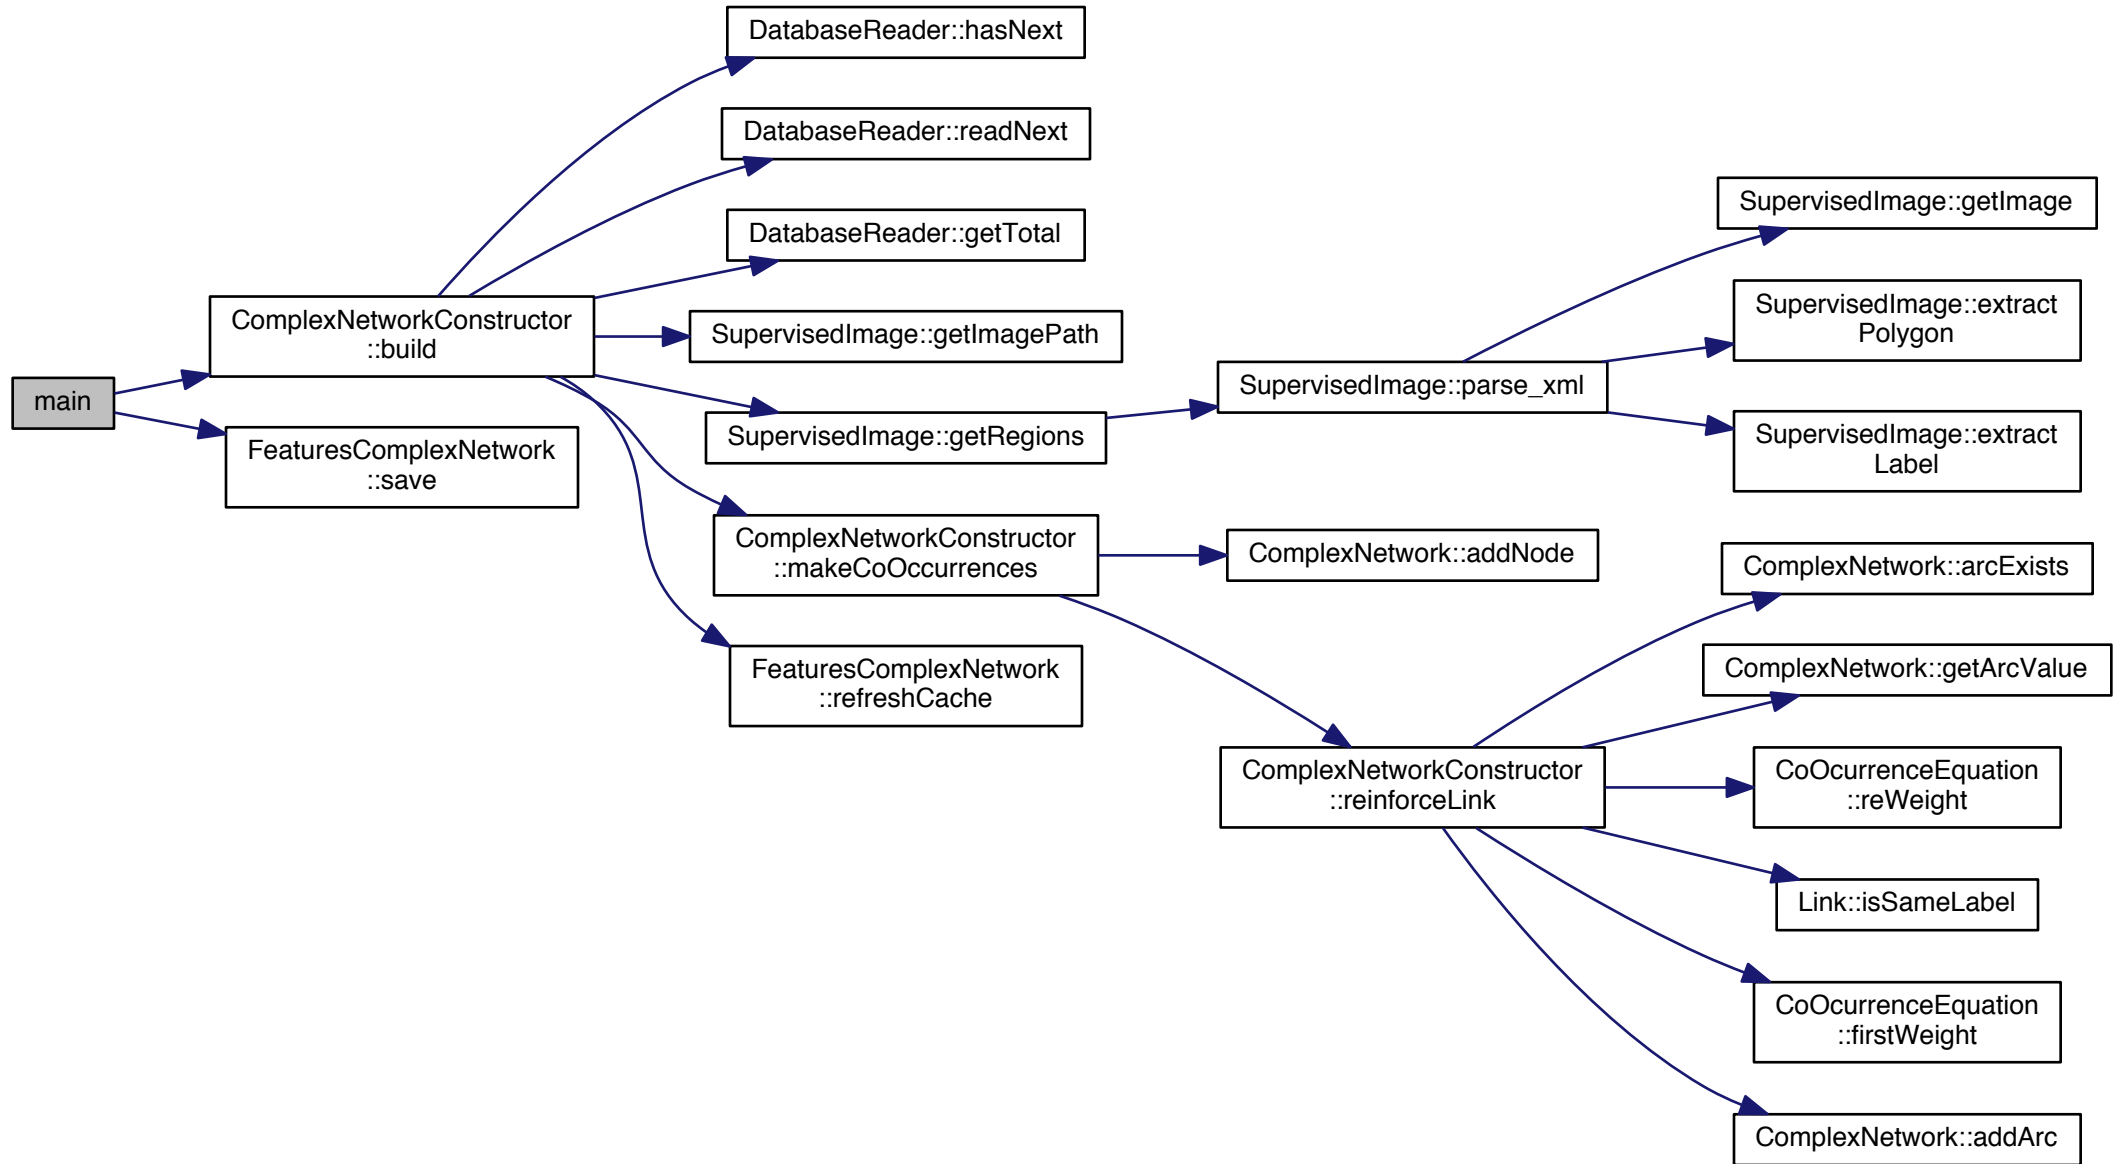 DatabaseReader::hasNext
DatabaseReader::readNext
SupervisedImage::getImage
DatabaseReader::getTotal
ComplexNetworkConstructor
::build
SupervisedImage::getImagePath
SupervisedImage::extract
Polygon
main
SupervisedImage::parse_xml
FeaturesComplexNetwork
::save
SupervisedImage::getRegions
SupervisedImage::extract
Label
ComplexNetworkConstructor
::makeCoOccurrences
ComplexNetwork::addNode
ComplexNetwork::arcExists
FeaturesComplexNetwork
::refreshCache
ComplexNetwork::getArcValue
ComplexNetworkConstructor
::reinforceLink
CoOcurrenceEquation
::reWeight
Link::isSameLabel
CoOcurrenceEquation
::firstWeight
ComplexNetwork::addArc